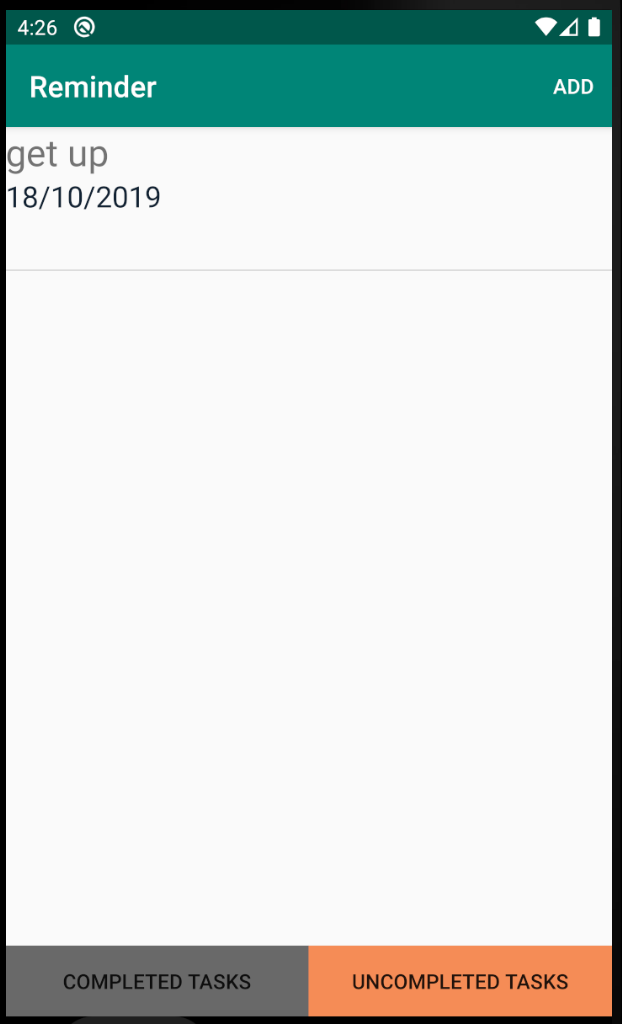 4:26
Reminder ADD
get up
18/10/2019
COMPLETED TASKS UNCOMPLETED TASKS